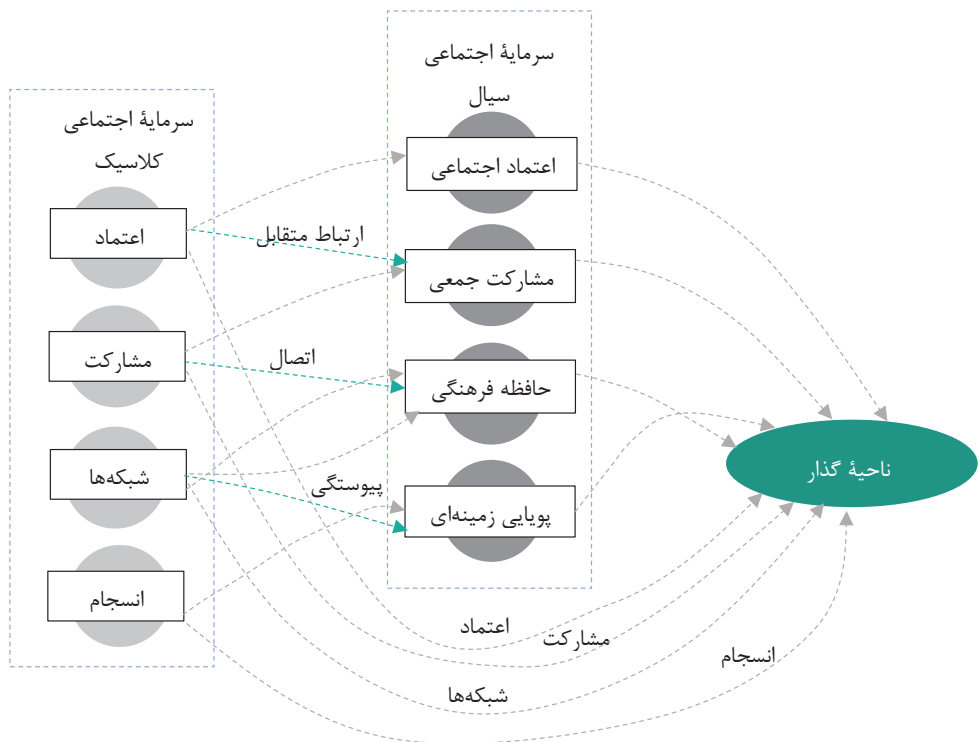 سرمایهٔ اجتماعی
کلاسیک
اعتماد
مشارکت
شبکه‌ها
انسجام
ارتباط متقابل
اتصال
پیوستگی
سرمایهٔ اجتماعی
سیال
اعتماد اجتماعی
مشارکت جمعی
حافظه فرهنگی
پویایی زمینه‌ای
ناحیهٔ گذار
اعتماد
مشارکت
شبکه‌ها
انسجام